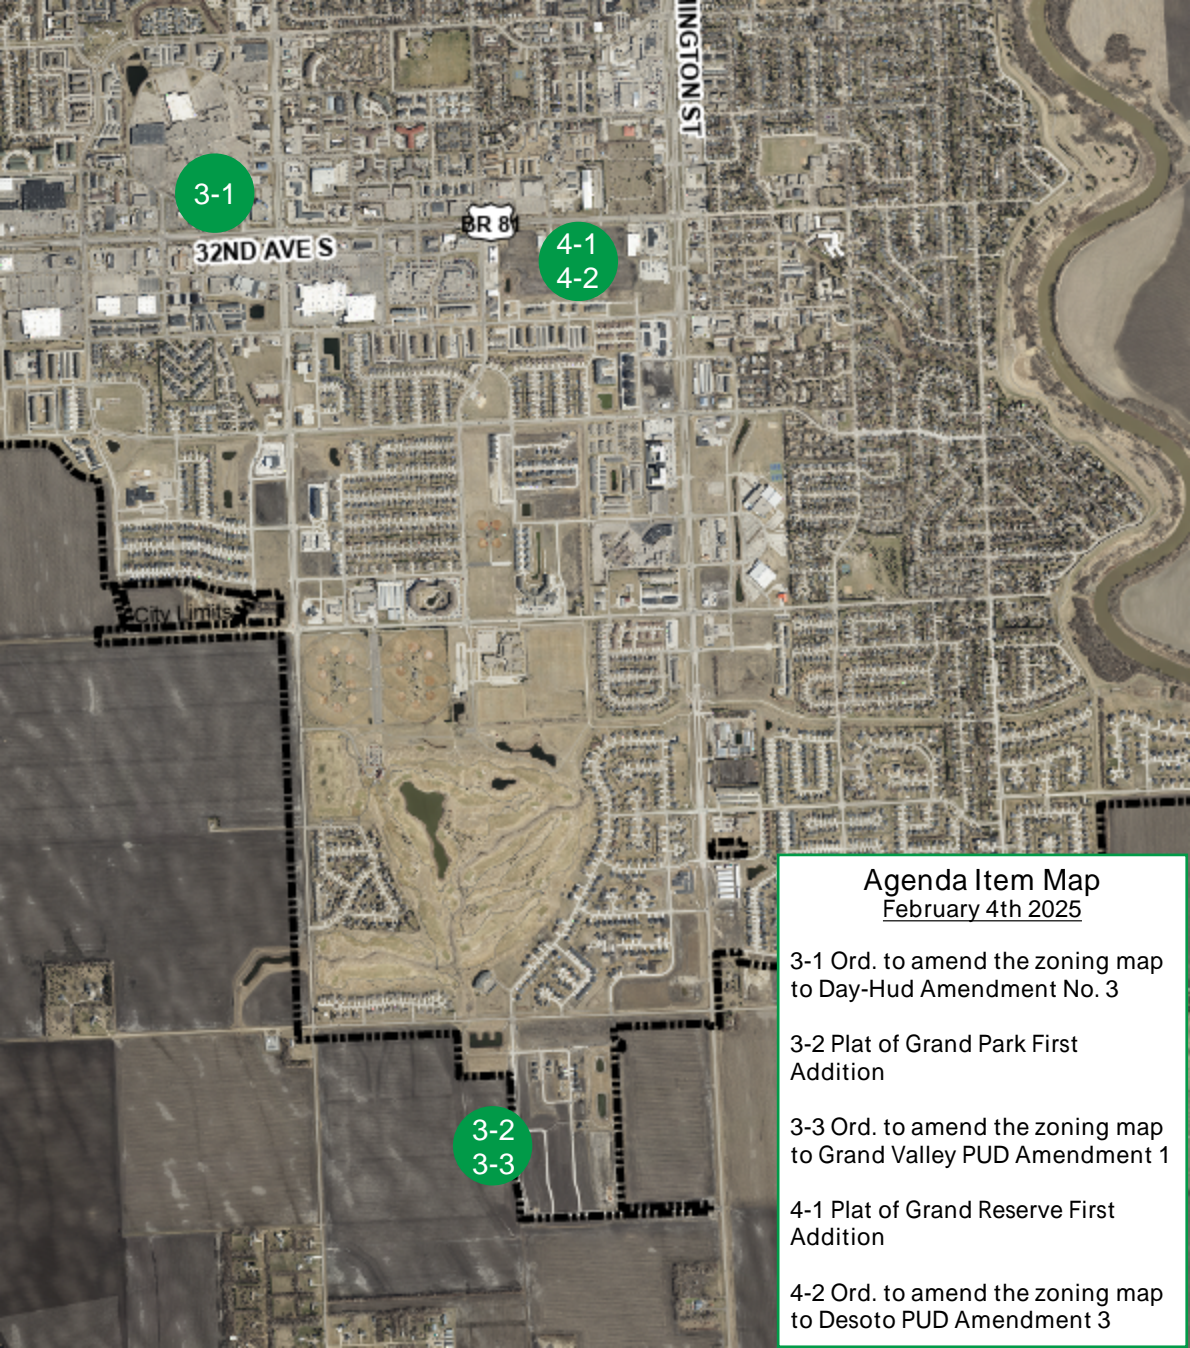 INGTON ST
3-1
BR 81
32ND AVE S
4-1
4-2
City Limits
Agenda Item Map
February 4th 2025
3-1 Ord. to amend the zoning map
to Day-Hud Amendment No. 3
3-2 Plat of Grand Park First
Addition
3-3 Ord. to amend the zoning map
to Grand Valley PUD Amendment 1
4-1 Plat of Grand Reserve First
Addition
4-2 Ord. to amend the zoning map
to Desoto PUD Amendment 3
3-2
3-3